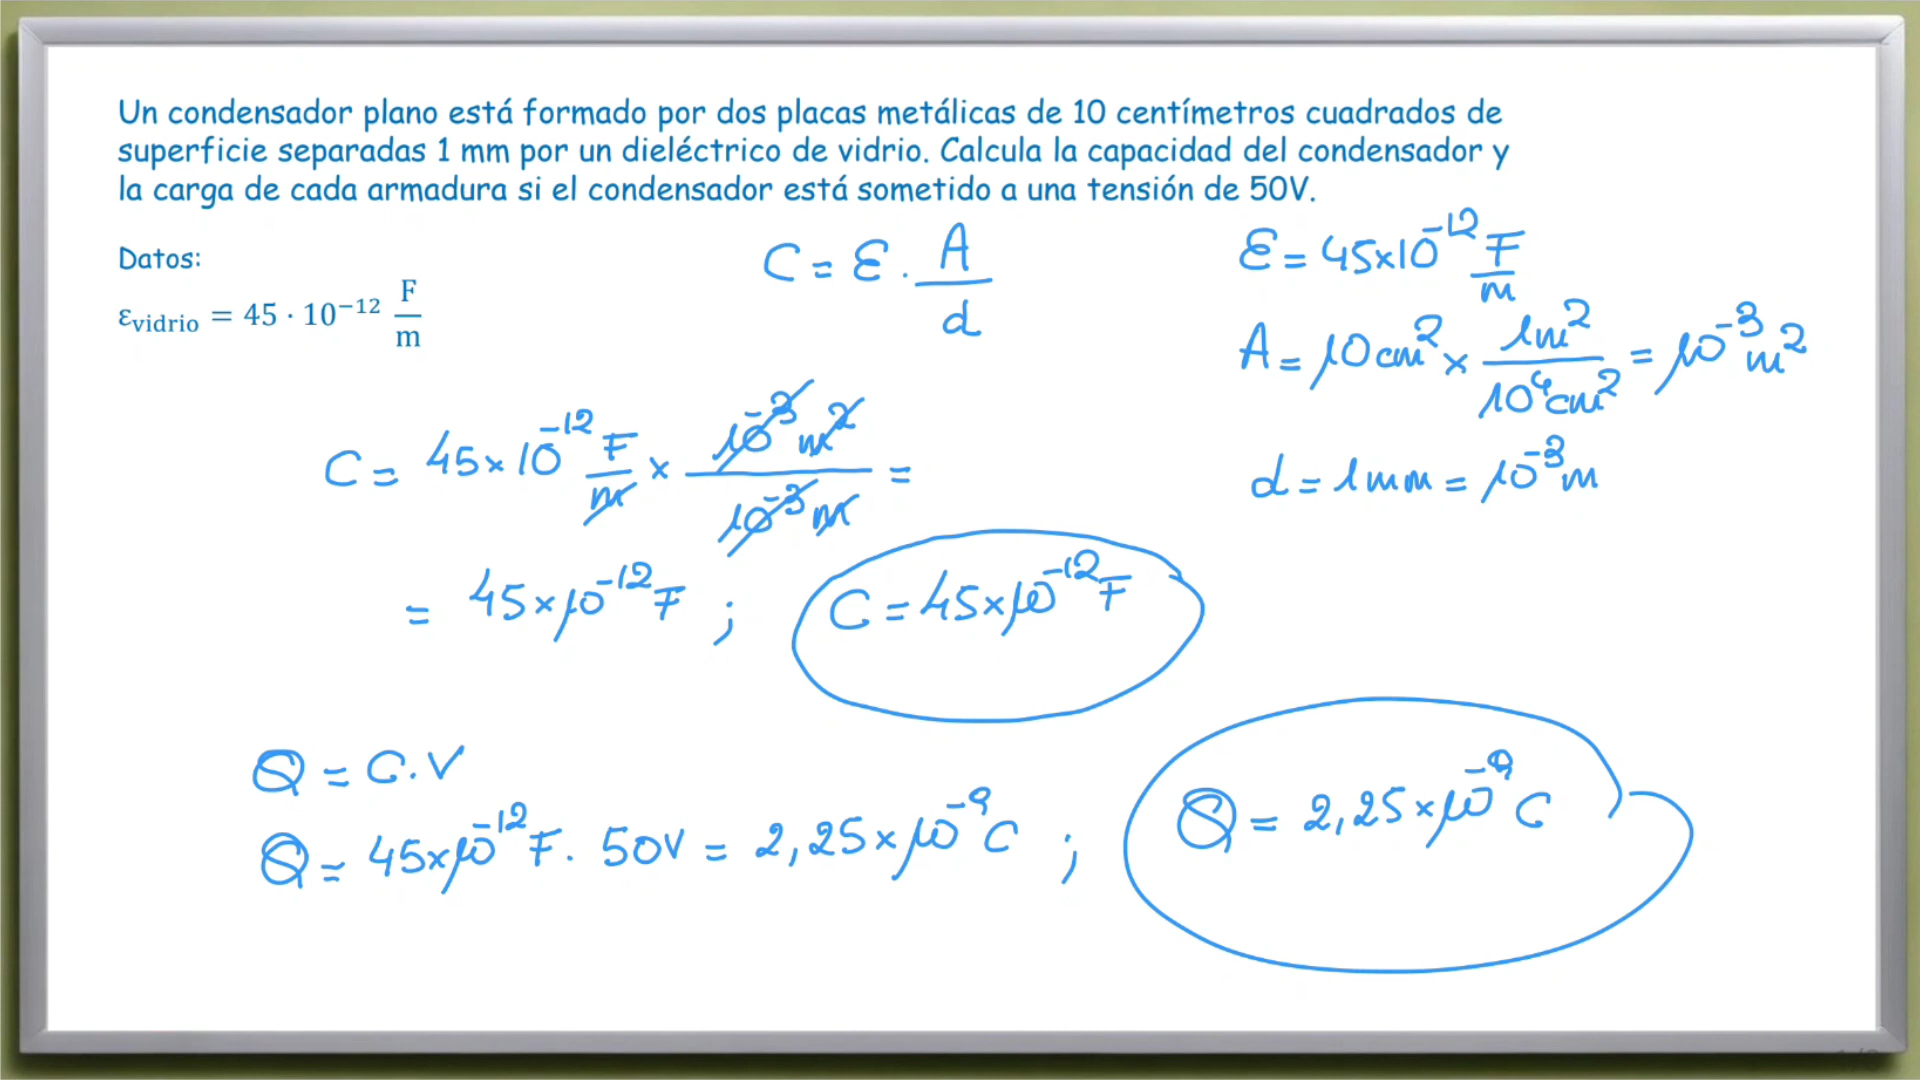 Un condensador plano está formado por dos placas metálicas de 10 centímetros cuadrados de
superficie separadas 1 mm por un dieléctrico de vidrio. Calcula la capacidad del condensador y
la carga de cada armadura si el condensador está sometido a una tensión de 50V.
Datos:
ε_vidrio = 45 · 10⁻¹² F/m
C = ε · A/d
ε = 45×10⁻¹² F/m
A = 10 cm² × 1m²/10⁴cm² = 10⁻³ m²
d = 1mm = 10⁻³ m
C = 45×10⁻¹² F/m × 10⁻³ m²/10⁻³ m =
= 45×10⁻¹² F ; C = 45×10⁻¹² F
Q = C·V
Q = 45×10⁻¹² F · 50V = 2,25×10⁻⁹ C ; Q = 2,25×10⁻⁹ C